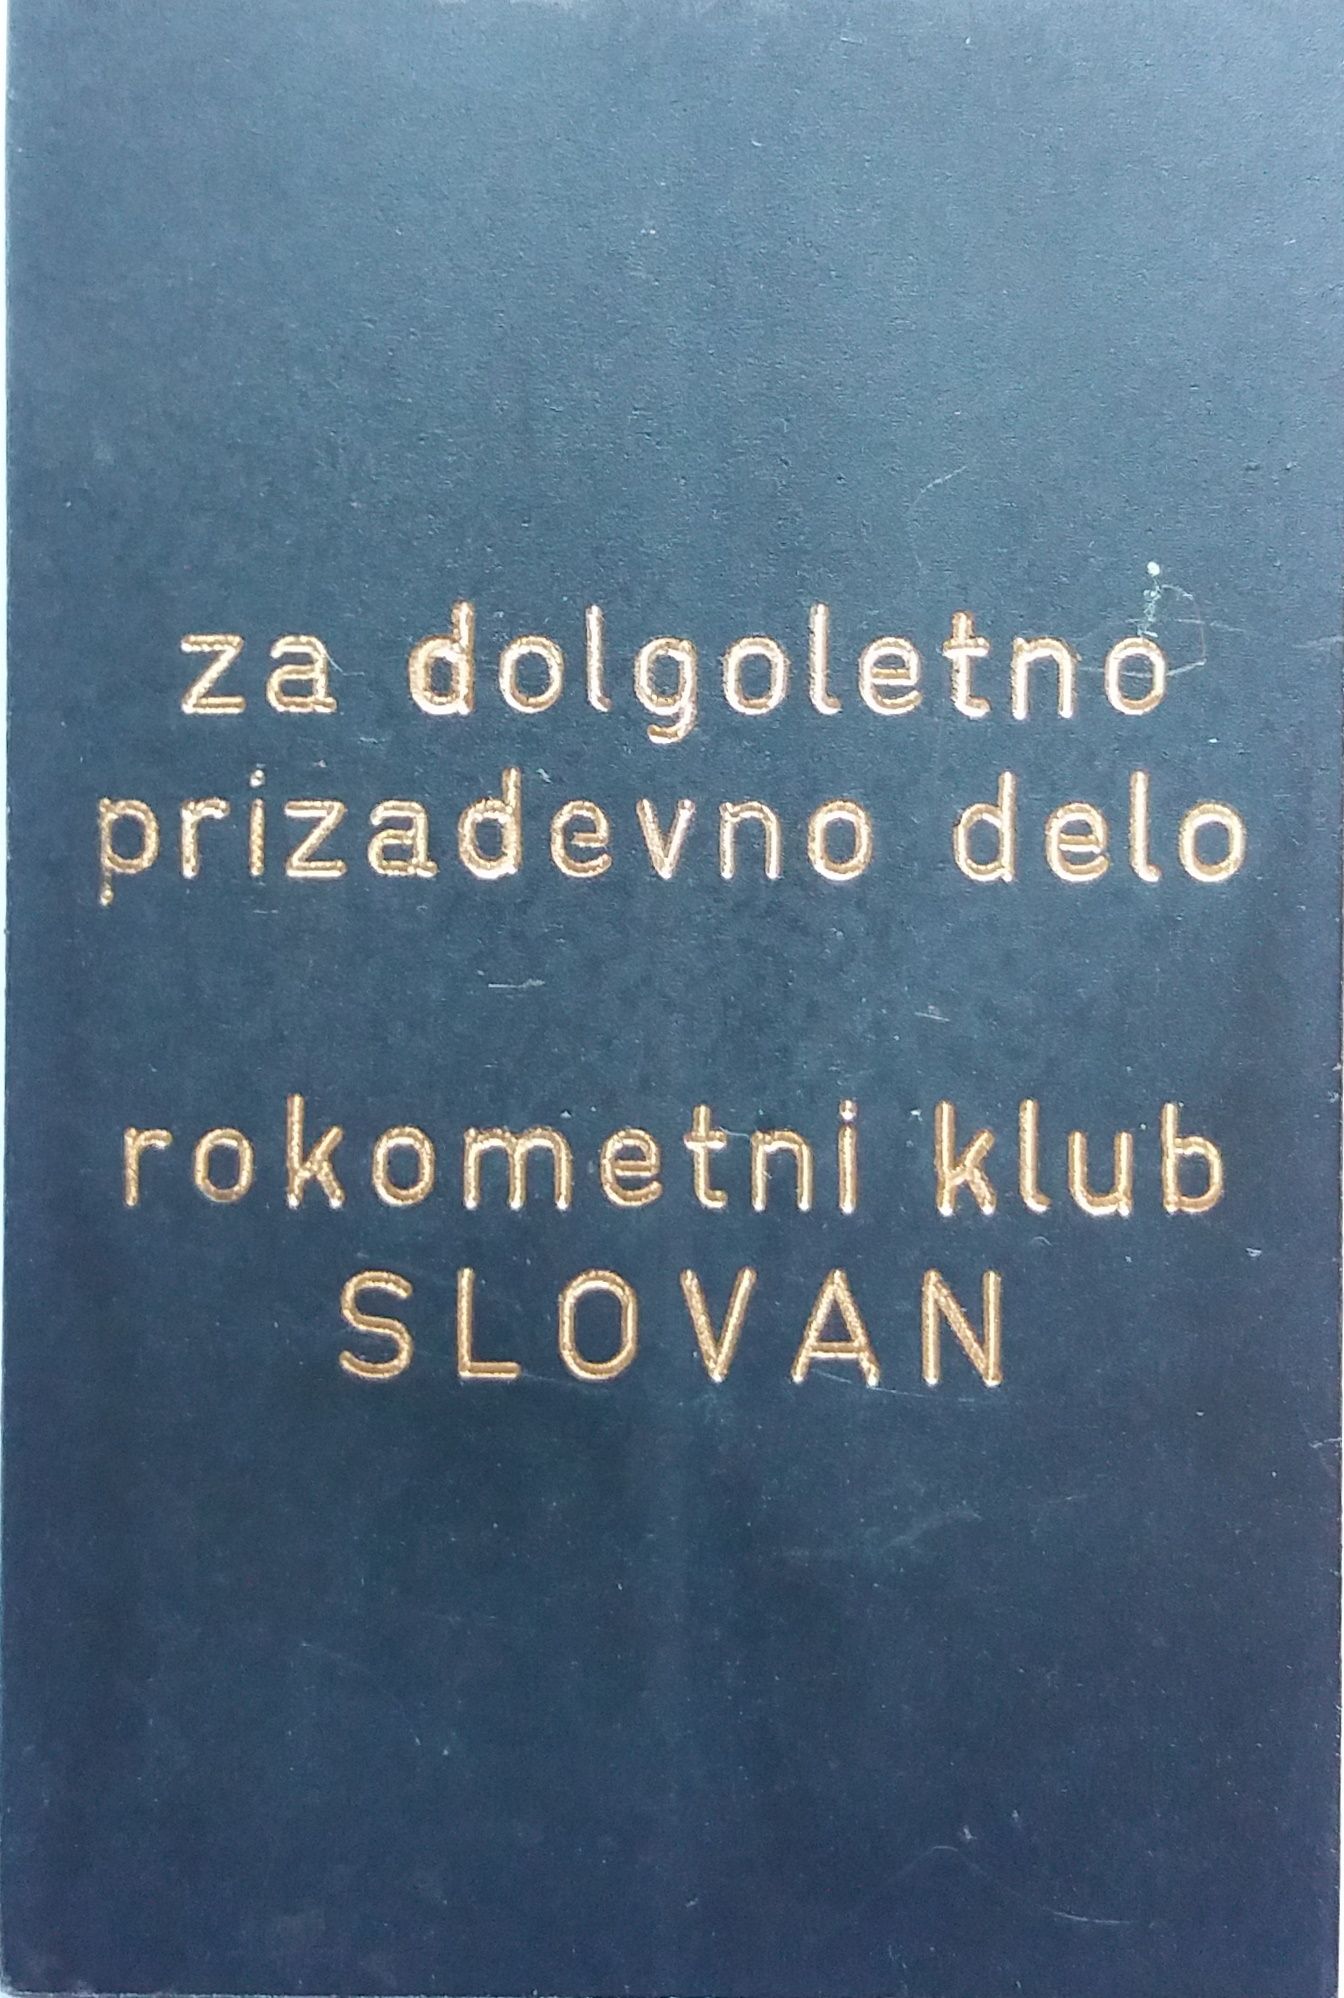 za dolgoletno
prizadevno delo
rokometni klub
SLOVAN